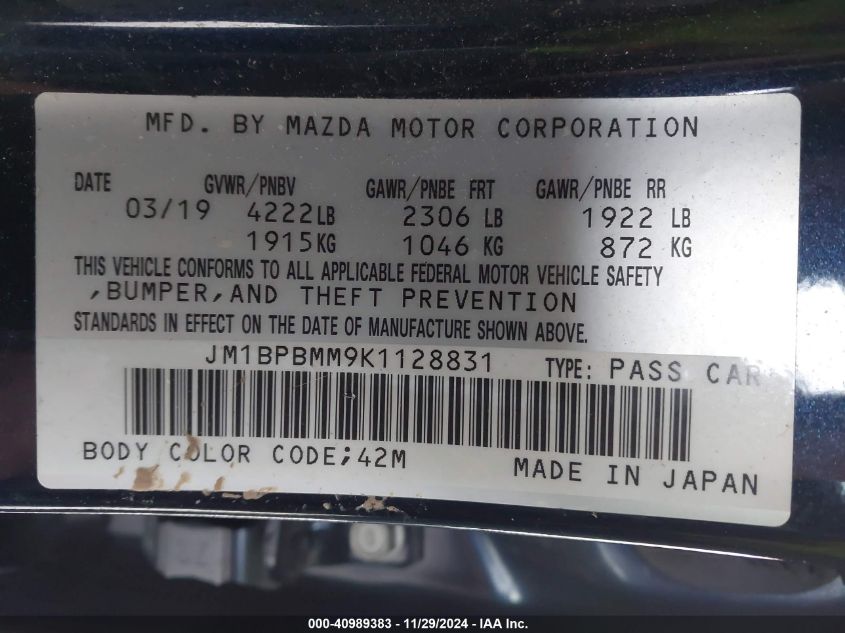 MFD. BY MAZDA MOTOR CORPORATION
DATE GVWR/PNBV GAWR/PNBE FRT GAWR/PNBE RR
03/19 4222LB 2306 LB 1922 LB
1915KG 1046 KG 872 KG
THIS VEHICLE CONFORMS TO ALL APPLICABLE FEDERAL MOTOR VEHICLE SAFETY
,BUMPER,AND THEFT PREVENTION
STANDARDS IN EFFECT ON THE DATE OF MANUFACTURE SHOWN ABOVE.
JM1BPBMM9K1128831 TYPE: PASS CAR
BODY COLOR CODE;42M MADE IN JAPAN
000-40989383 - 11/29/2024 - IAA Inc.